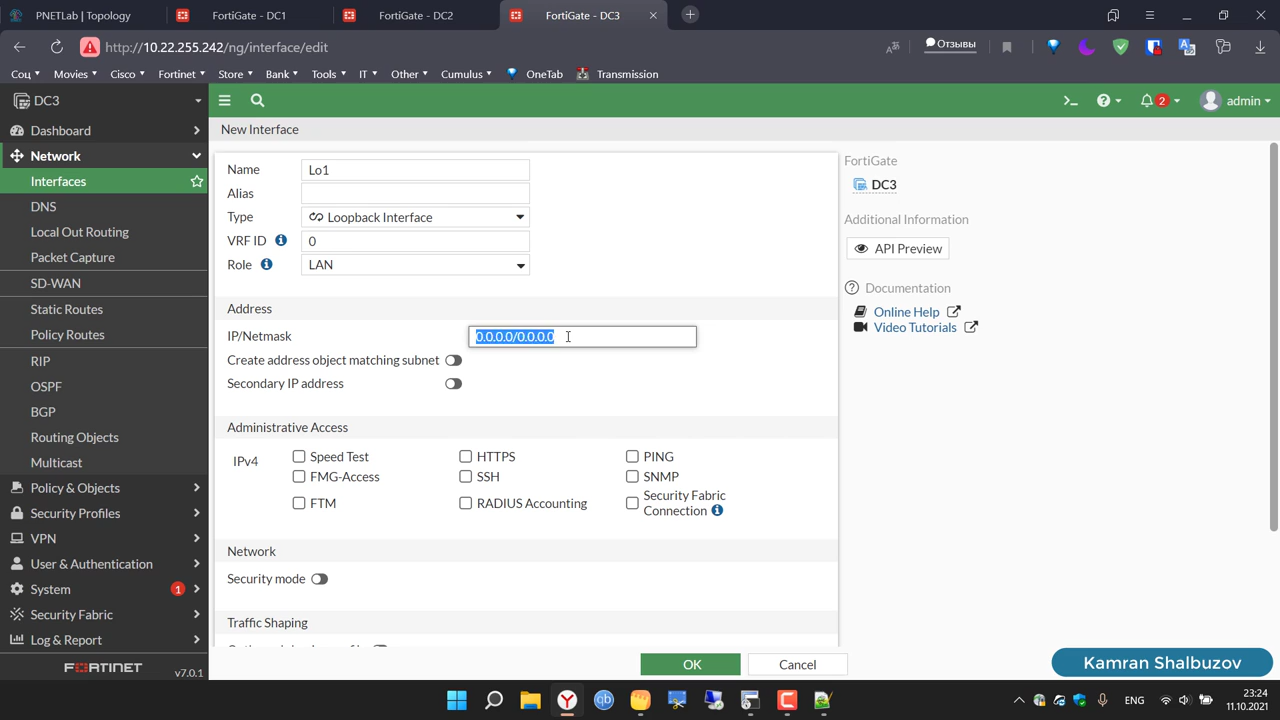 PNETLab | Topology
FortiGate - DC1
FortiGate - DC2
FortiGate - DC3
http://10.22.255.242/ng/interface/edit
Отзывы
Соц
Movies
Cisco
Fortinet
Store
Bank
Tools
IT
Other
Cumulus
OneTab
Transmission
DC3
2
admin
Dashboard
Network
Interfaces
DNS
Local Out Routing
Packet Capture
SD-WAN
Static Routes
Policy Routes
RIP
OSPF
BGP
Routing Objects
Multicast
Policy & Objects
Security Profiles
VPN
User & Authentication
System
1
Security Fabric
Log & Report
FORTINET
v7.0.1
New Interface
Name
Lo1
Alias
Type
Loopback Interface
VRF ID
0
Role
LAN
Address
IP/Netmask
0.0.0.0/0.0.0.0
Create address object matching subnet
Secondary IP address
Administrative Access
IPv4
Speed Test
HTTPS
PING
FMG-Access
SSH
SNMP
FTM
RADIUS Accounting
Security Fabric
Connection
Network
Security mode
Traffic Shaping
OK
Cancel
FortiGate
DC3
Additional Information
API Preview
Documentation
Online Help
Video Tutorials
Kamran Shalbuzov
ENG
23:24
11.10.2021